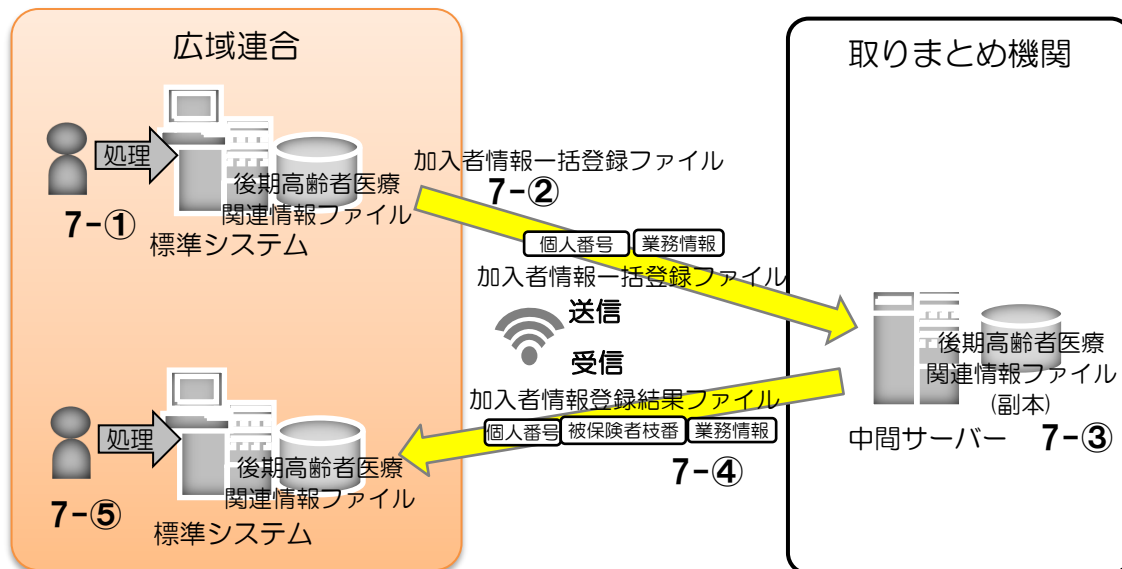 広域連合
取りまとめ機関
処理
後期高齢者医療
関連情報ファイル
7-①
標準システム
加入者情報一括登録ファイル
7-②
個人番号 業務情報
加入者情報一括登録ファイル
送信
受信
加入者情報登録結果ファイル
個人番号 被保険者枝番 業務情報
7-④
後期高齢者医療
関連情報ファイル
(副本)
中間サーバー 7-③
処理
後期高齢者医療
関連情報ファイル
7-⑤
標準システム